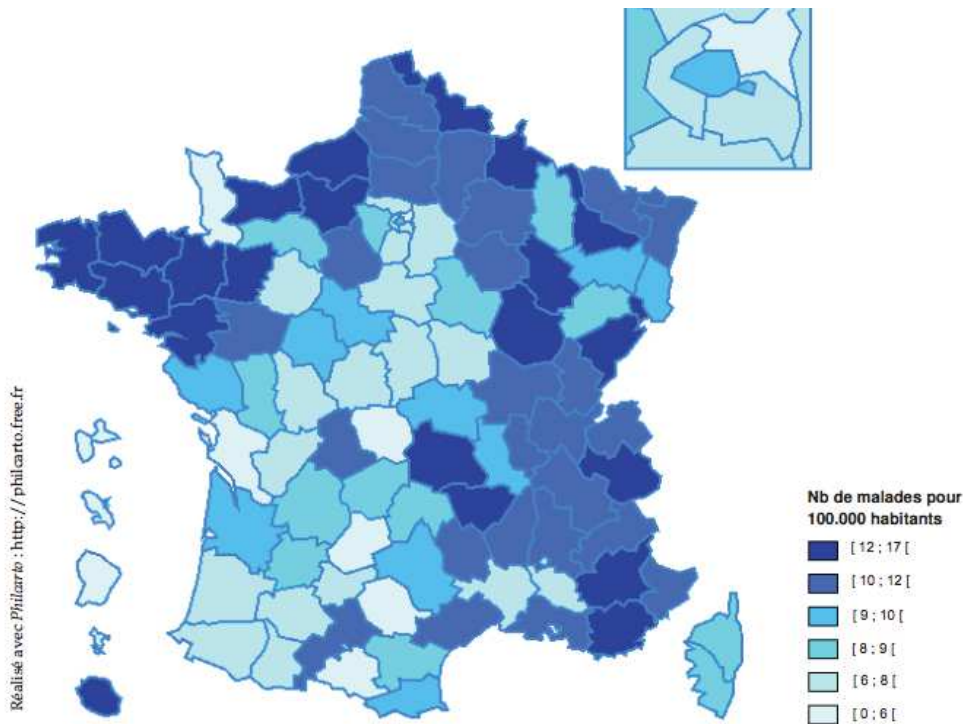 Réalisé avec Philcarto : http://philcarto.free.fr
Nb de malades pour
100.000 habitants
[ 12 ; 17 [
[ 10 ; 12 [
[ 9 ; 10 [
[ 8 ; 9 [
[ 6 ; 8 [
[ 0 ; 6 [